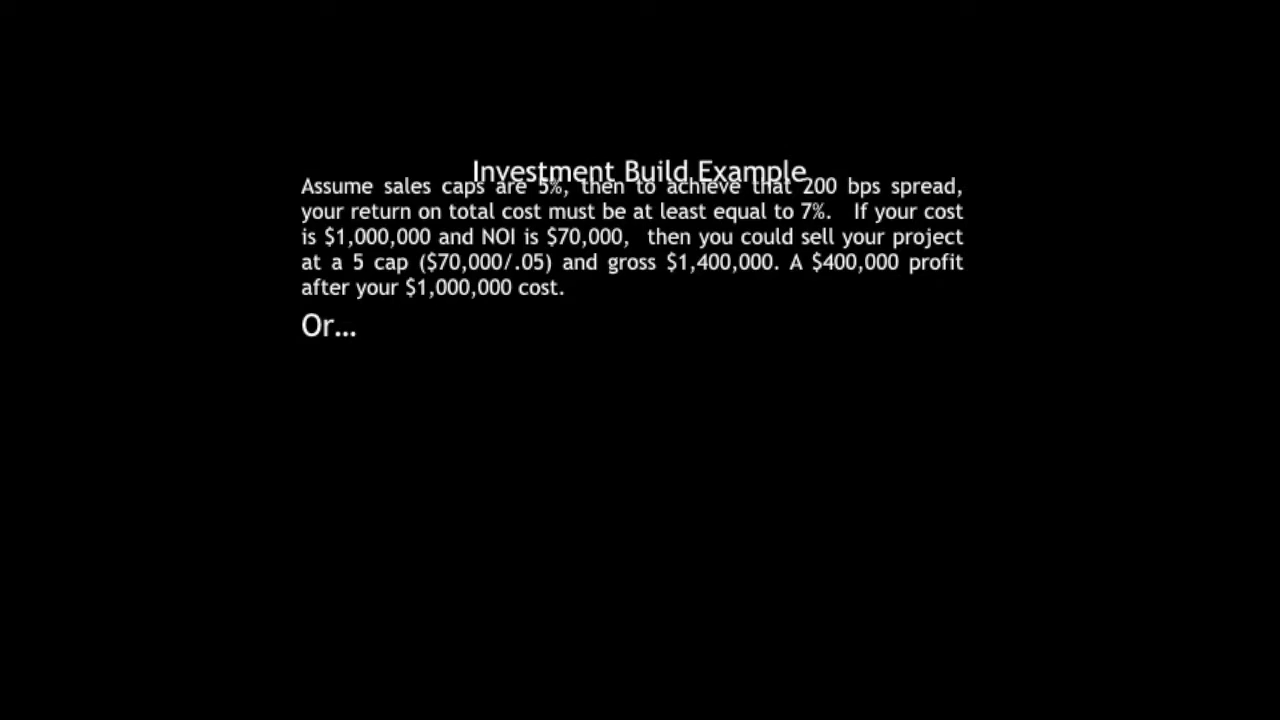 Investment Build Example
Assume sales caps are 5%, then to achieve that 200 bps spread,
your return on total cost must be at least equal to 7%. If your cost
is $1,000,000 and NOI is $70,000, then you could sell your project
at a 5 cap ($70,000/.05) and gross $1,400,000. A $400,000 profit
after your $1,000,000 cost.
Or...